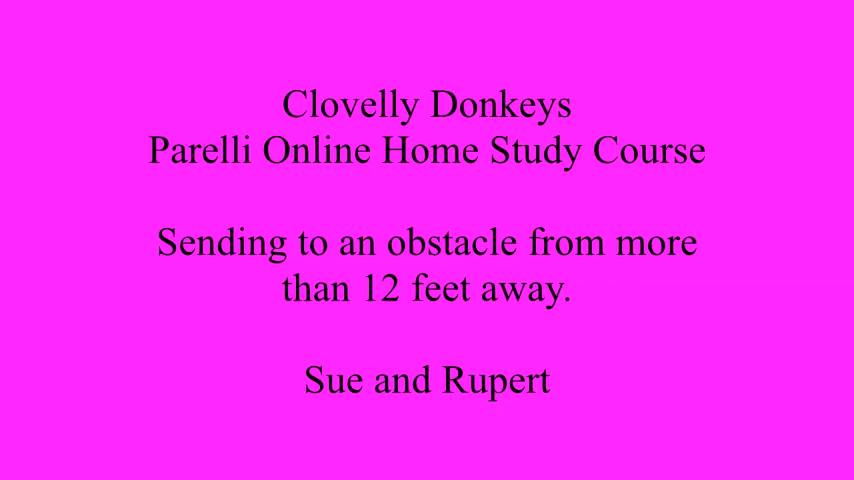 Clovelly Donkeys
Parelli Online Home Study Course
Sending to an obstacle from more
than 12 feet away.
Sue and Rupert